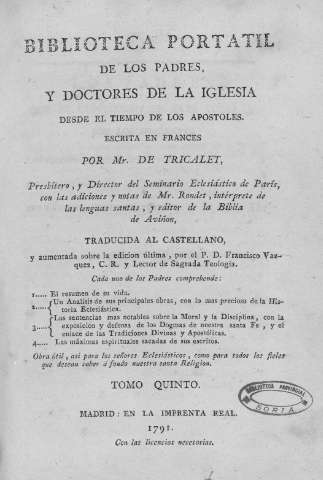 BIBLIOTECA PORTATIL
DE LOS PADRES,
Y DOCTORES DE LA IGLESIA
DESDE EL TIEMPO DE LOS APOSTOLES.
ESCRITA EN FRANCES
POR Mr. DE TRICALET,
Presbítero, y Director del Seminario Eclesiástico de París,
con las adiciones y notas de Mr. Rondet, intérprete de
las lenguas santas, y editor de la Biblia
de Aviñon,
TRADUCIDA AL CASTELLANO,
y aumentada sobre la edicion última, por el P. D. Francisco Vaz-
quez, C. R. y Lector de Sagrada Teología.
Cada uno de los Padres comprehende:
1..... El resumen de su vida.
2..... Un Analisis de sus principales obras, con lo mas precioso de la His-
toria Eclesiástica.
3..... Las sentencias mas notables sobre la Moral y la Disciplina, con la
exposicion y defensa de los Dogmas de nuestra santa Fe, y el
enlace de las Tradiciones Divinas y Apostólicas.
4..... Las máximas espirituales sacadas de sus escritos.
Obra útil, asi para los señores Eclesiásticos, como para todos los fieles
que desean saber á fondo nuestra santa Religion.
TOMO QUINTO.
BIBLIOTECA PROVINCIAL
SORIA
MADRID: EN LA IMPRENTA REAL.
1791.
Con las licencias necesarias.